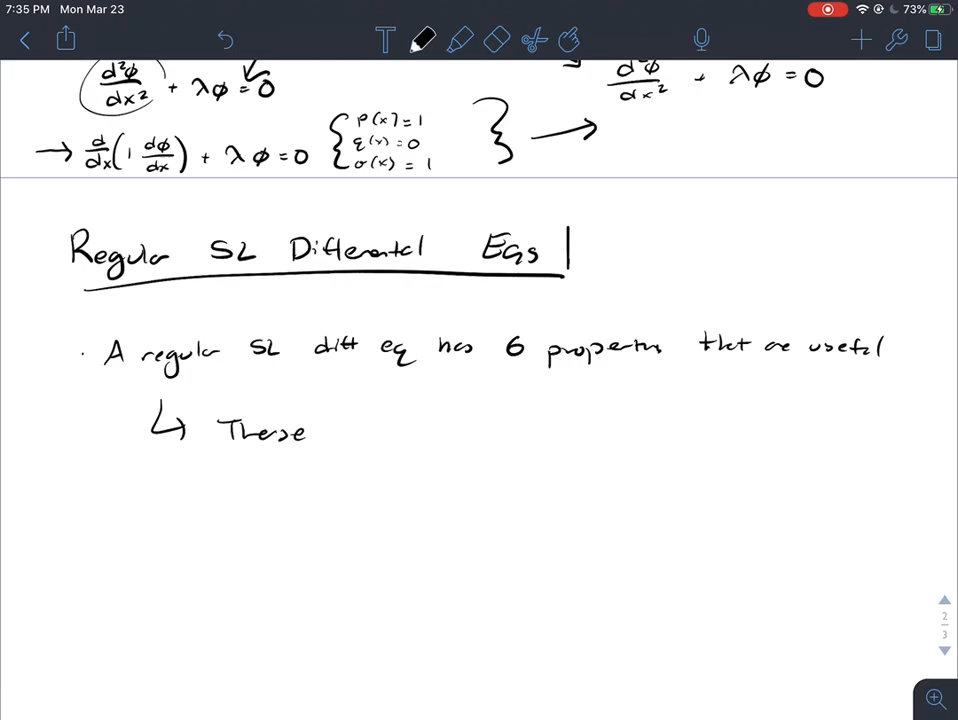 7:35 PM Mon Mar 23
73%
T
d²φ/dx² + λφ = 0
d²φ/dx² + λφ = 0
→ d/dx(1 dφ/dx) + λφ = 0 { p(x) = 1
q(x) = 0
σ(x) = 1 } →
Regular SL Differential Eqs
· A regular SL diff eq has 6 properties that are useful
↳ These
2
3